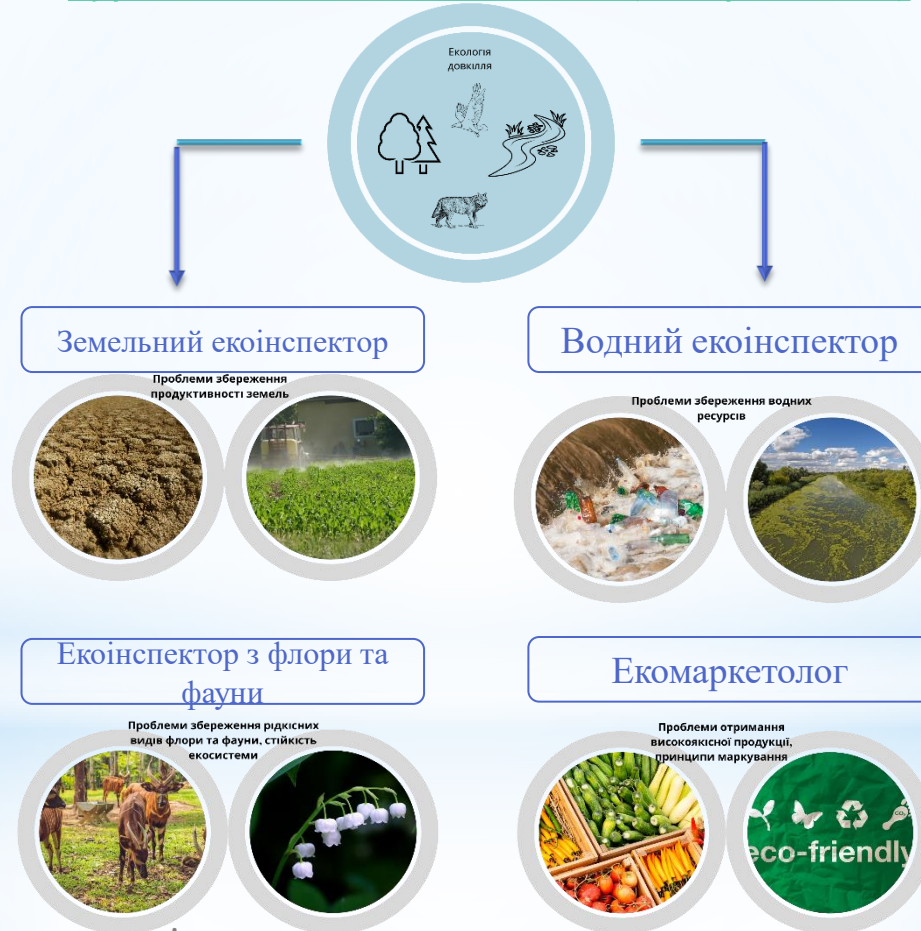 Екологія
довкілля
Земельний екоінспектор
Проблеми збереження
продуктивності земель
Водний екоінспектор
Проблеми збереження водних
ресурсів
Екоінспектор з флори та
фауни
Проблеми збереження рідкісних
видів флори та фауни, стійкість
екосистеми
Екомаркетолог
Проблеми отримання
високоякісної продукції,
принципи маркування
CO₂
eco-friendly